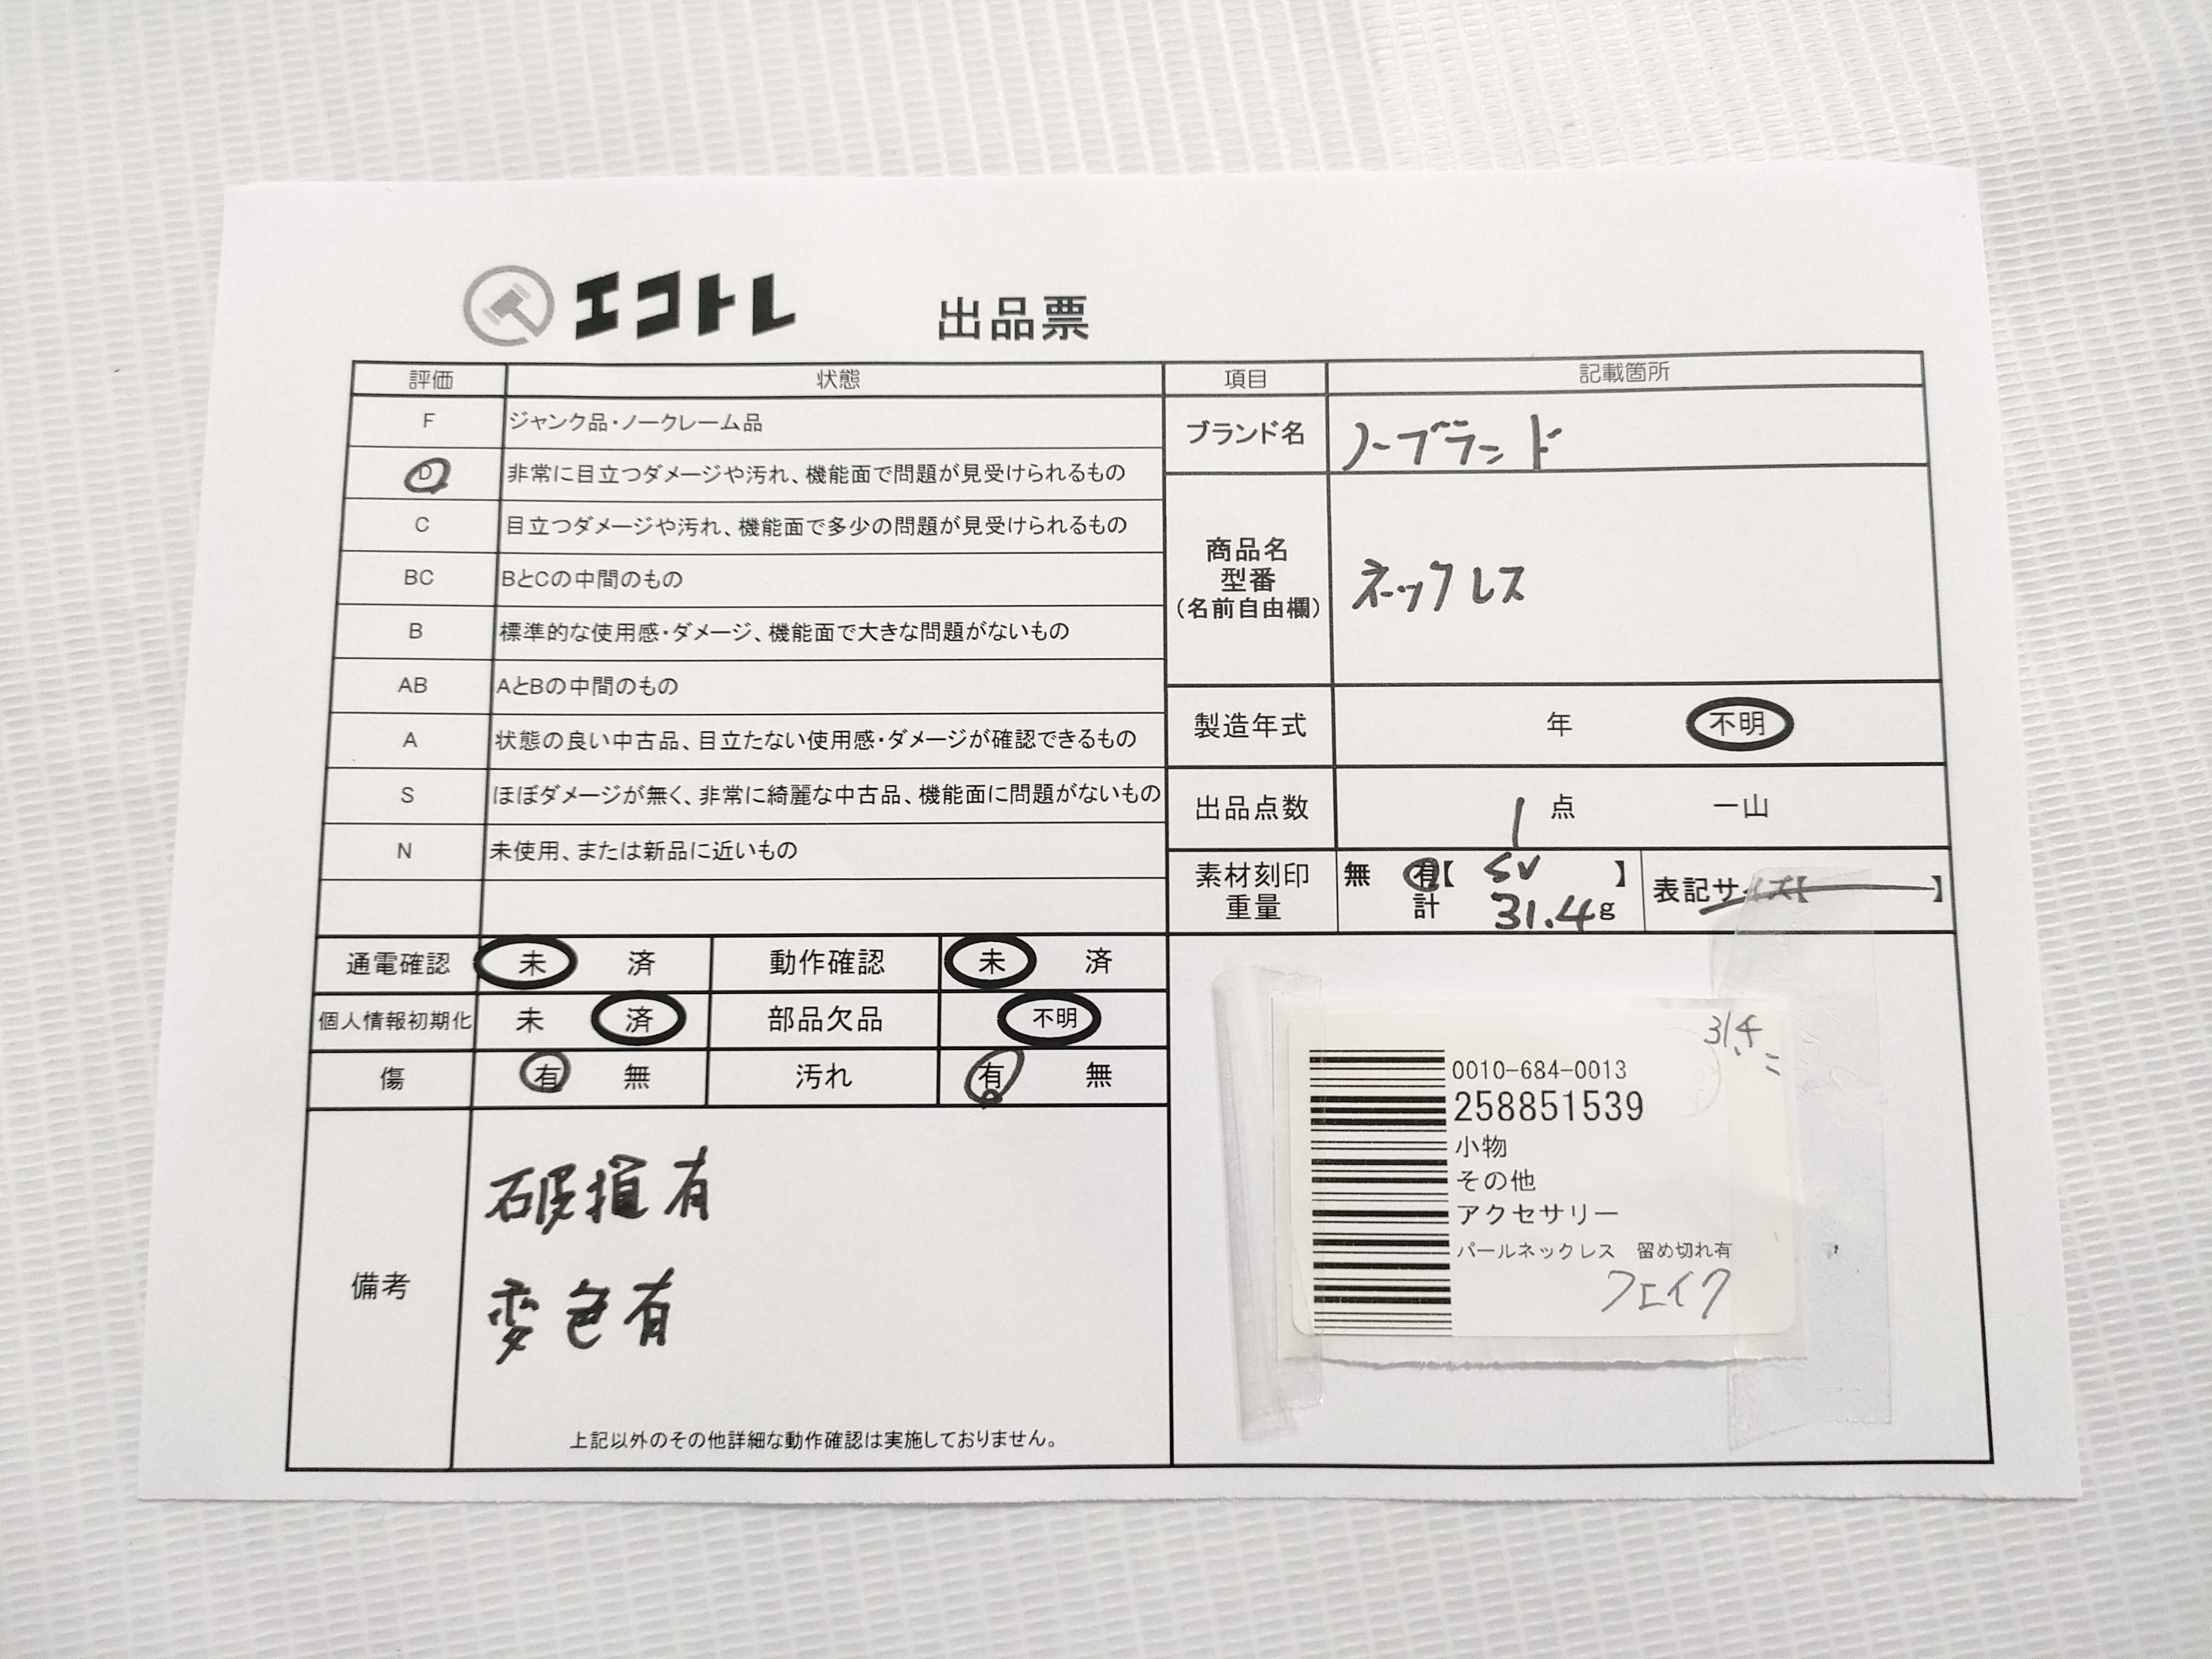 エコトレ 出品票
評価 状態
F ジャンク品・ノークレーム品
D 非常に目立つダメージや汚れ、機能面で問題が見受けられるもの
C 目立つダメージや汚れ、機能面で多少の問題が見受けられるもの
BC BとCの中間のもの
B 標準的な使用感・ダメージ、機能面で大きな問題がないもの
AB AとBの中間のもの
A 状態の良い中古品、目立たない使用感・ダメージが確認できるもの
S ほぼダメージが無く、非常に綺麗な中古品、機能面に問題がないもの
N 未使用、または新品に近いもの
項目 記載箇所
ブランド名 ノーブランド
商品名
型番
(名前自由欄)
ネックレス
製造年式 年 不明
出品点数 1 点 一山
素材刻印 無 有【 SV 】
重量 計 31.4g
表記サイズ【 】
通電確認 未 済 動作確認 未 済
個人情報初期化 未 済 部品欠品 不明
傷 有 無 汚れ 有 無
備考
破損有
変色有
上記以外のその他詳細な動作確認は実施しておりません。
31.4
0010-684-0013
258851539
小物
その他
アクセサリー
パールネックレス 留め切れ有
フェイク